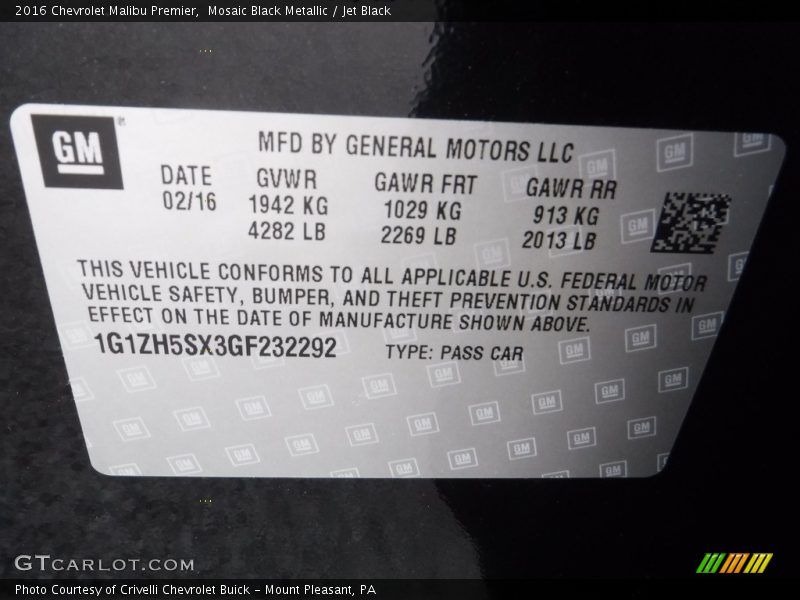 2016 Chevrolet Malibu Premier,  Mosaic Black Metallic / Jet Black
GM
MFD BY GENERAL MOTORS LLC
DATE GVWR GAWR FRT GAWR RR
02/16 1942 KG 1029 KG 913 KG
4282 LB 2269 LB 2013 LB
THIS VEHICLE CONFORMS TO ALL APPLICABLE U.S. FEDERAL MOTOR
VEHICLE SAFETY, BUMPER, AND THEFT PREVENTION STANDARDS IN
EFFECT ON THE DATE OF MANUFACTURE SHOWN ABOVE.
1G1ZH5SX3GF232292 TYPE: PASS CAR
GTCARLOT.COM
Photo Courtesy of Crivelli Chevrolet Buick - Mount Pleasant, PA